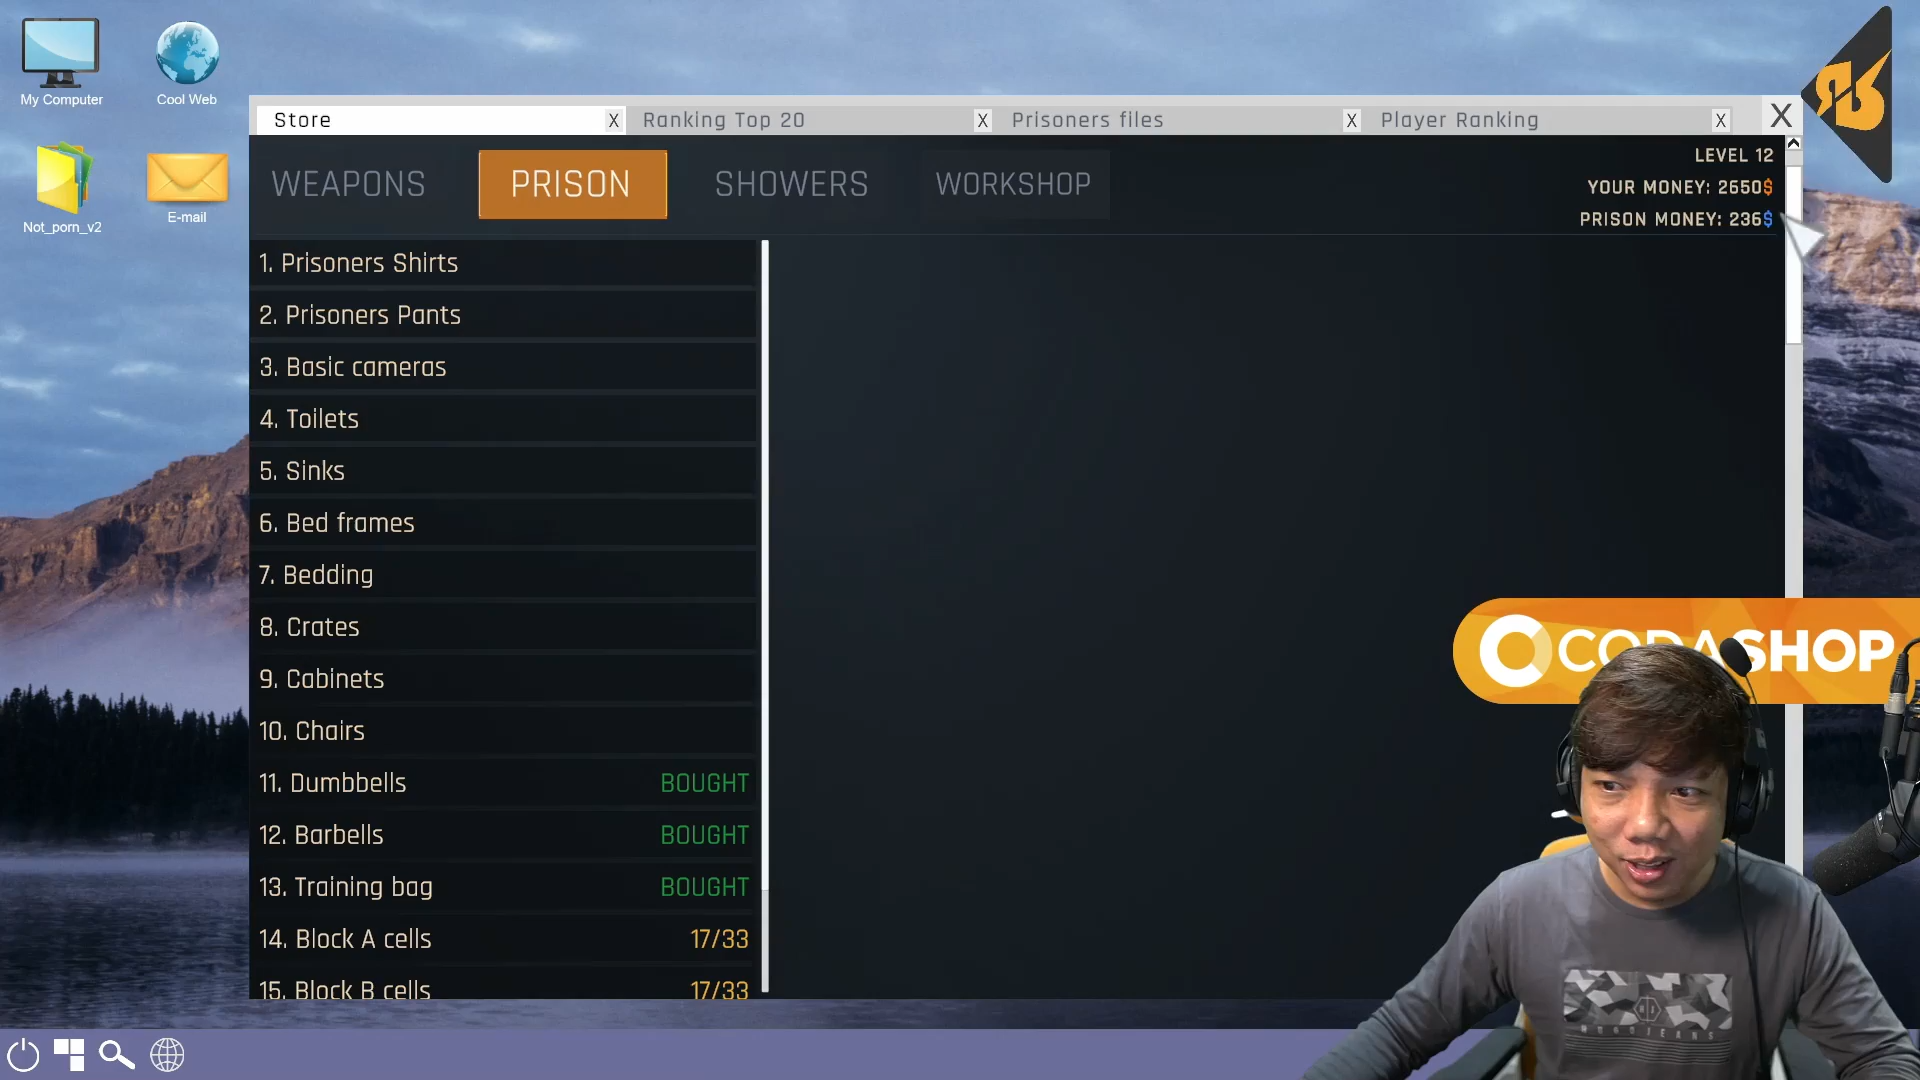 My Computer
Cool Web
Not_porn_v2
E-mail
Store X
Ranking Top 20 X
Prisoners files X
Player Ranking X
X
WEAPONS
PRISON
SHOWERS
WORKSHOP
LEVEL 12
YOUR MONEY: 2650$
PRISON MONEY: 236$
1. Prisoners Shirts
2. Prisoners Pants
3. Basic cameras
4. Toilets
5. Sinks
6. Bed frames
7. Bedding
8. Crates
9. Cabinets
10. Chairs
11. Dumbbells BOUGHT
12. Barbells BOUGHT
13. Training bag BOUGHT
14. Block A cells 17/33
15. Block B cells 17/33
CODASHOP